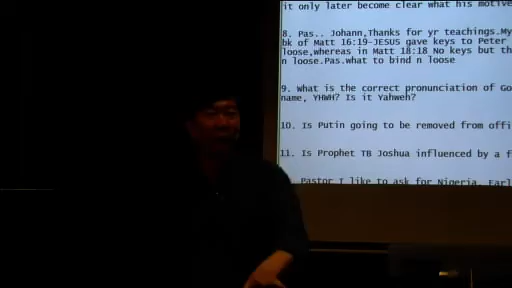 it only later become clear what his motive
8. Pas.. Johann,Thanks for yr teachings.My
bk of Matt 16:19-JESUS gave keys to Peter
loose,whereas in Matt 18:18 No keys but th
n loose.Pas.what to bind n loose
9. What is the correct pronunciation of Go
name, YHWH? Is it Yahweh?
10. Is Putin going to be removed from offi
11. Is Prophet TB Joshua influenced by a f
Pastor I like to ask for Nigeria, Earl